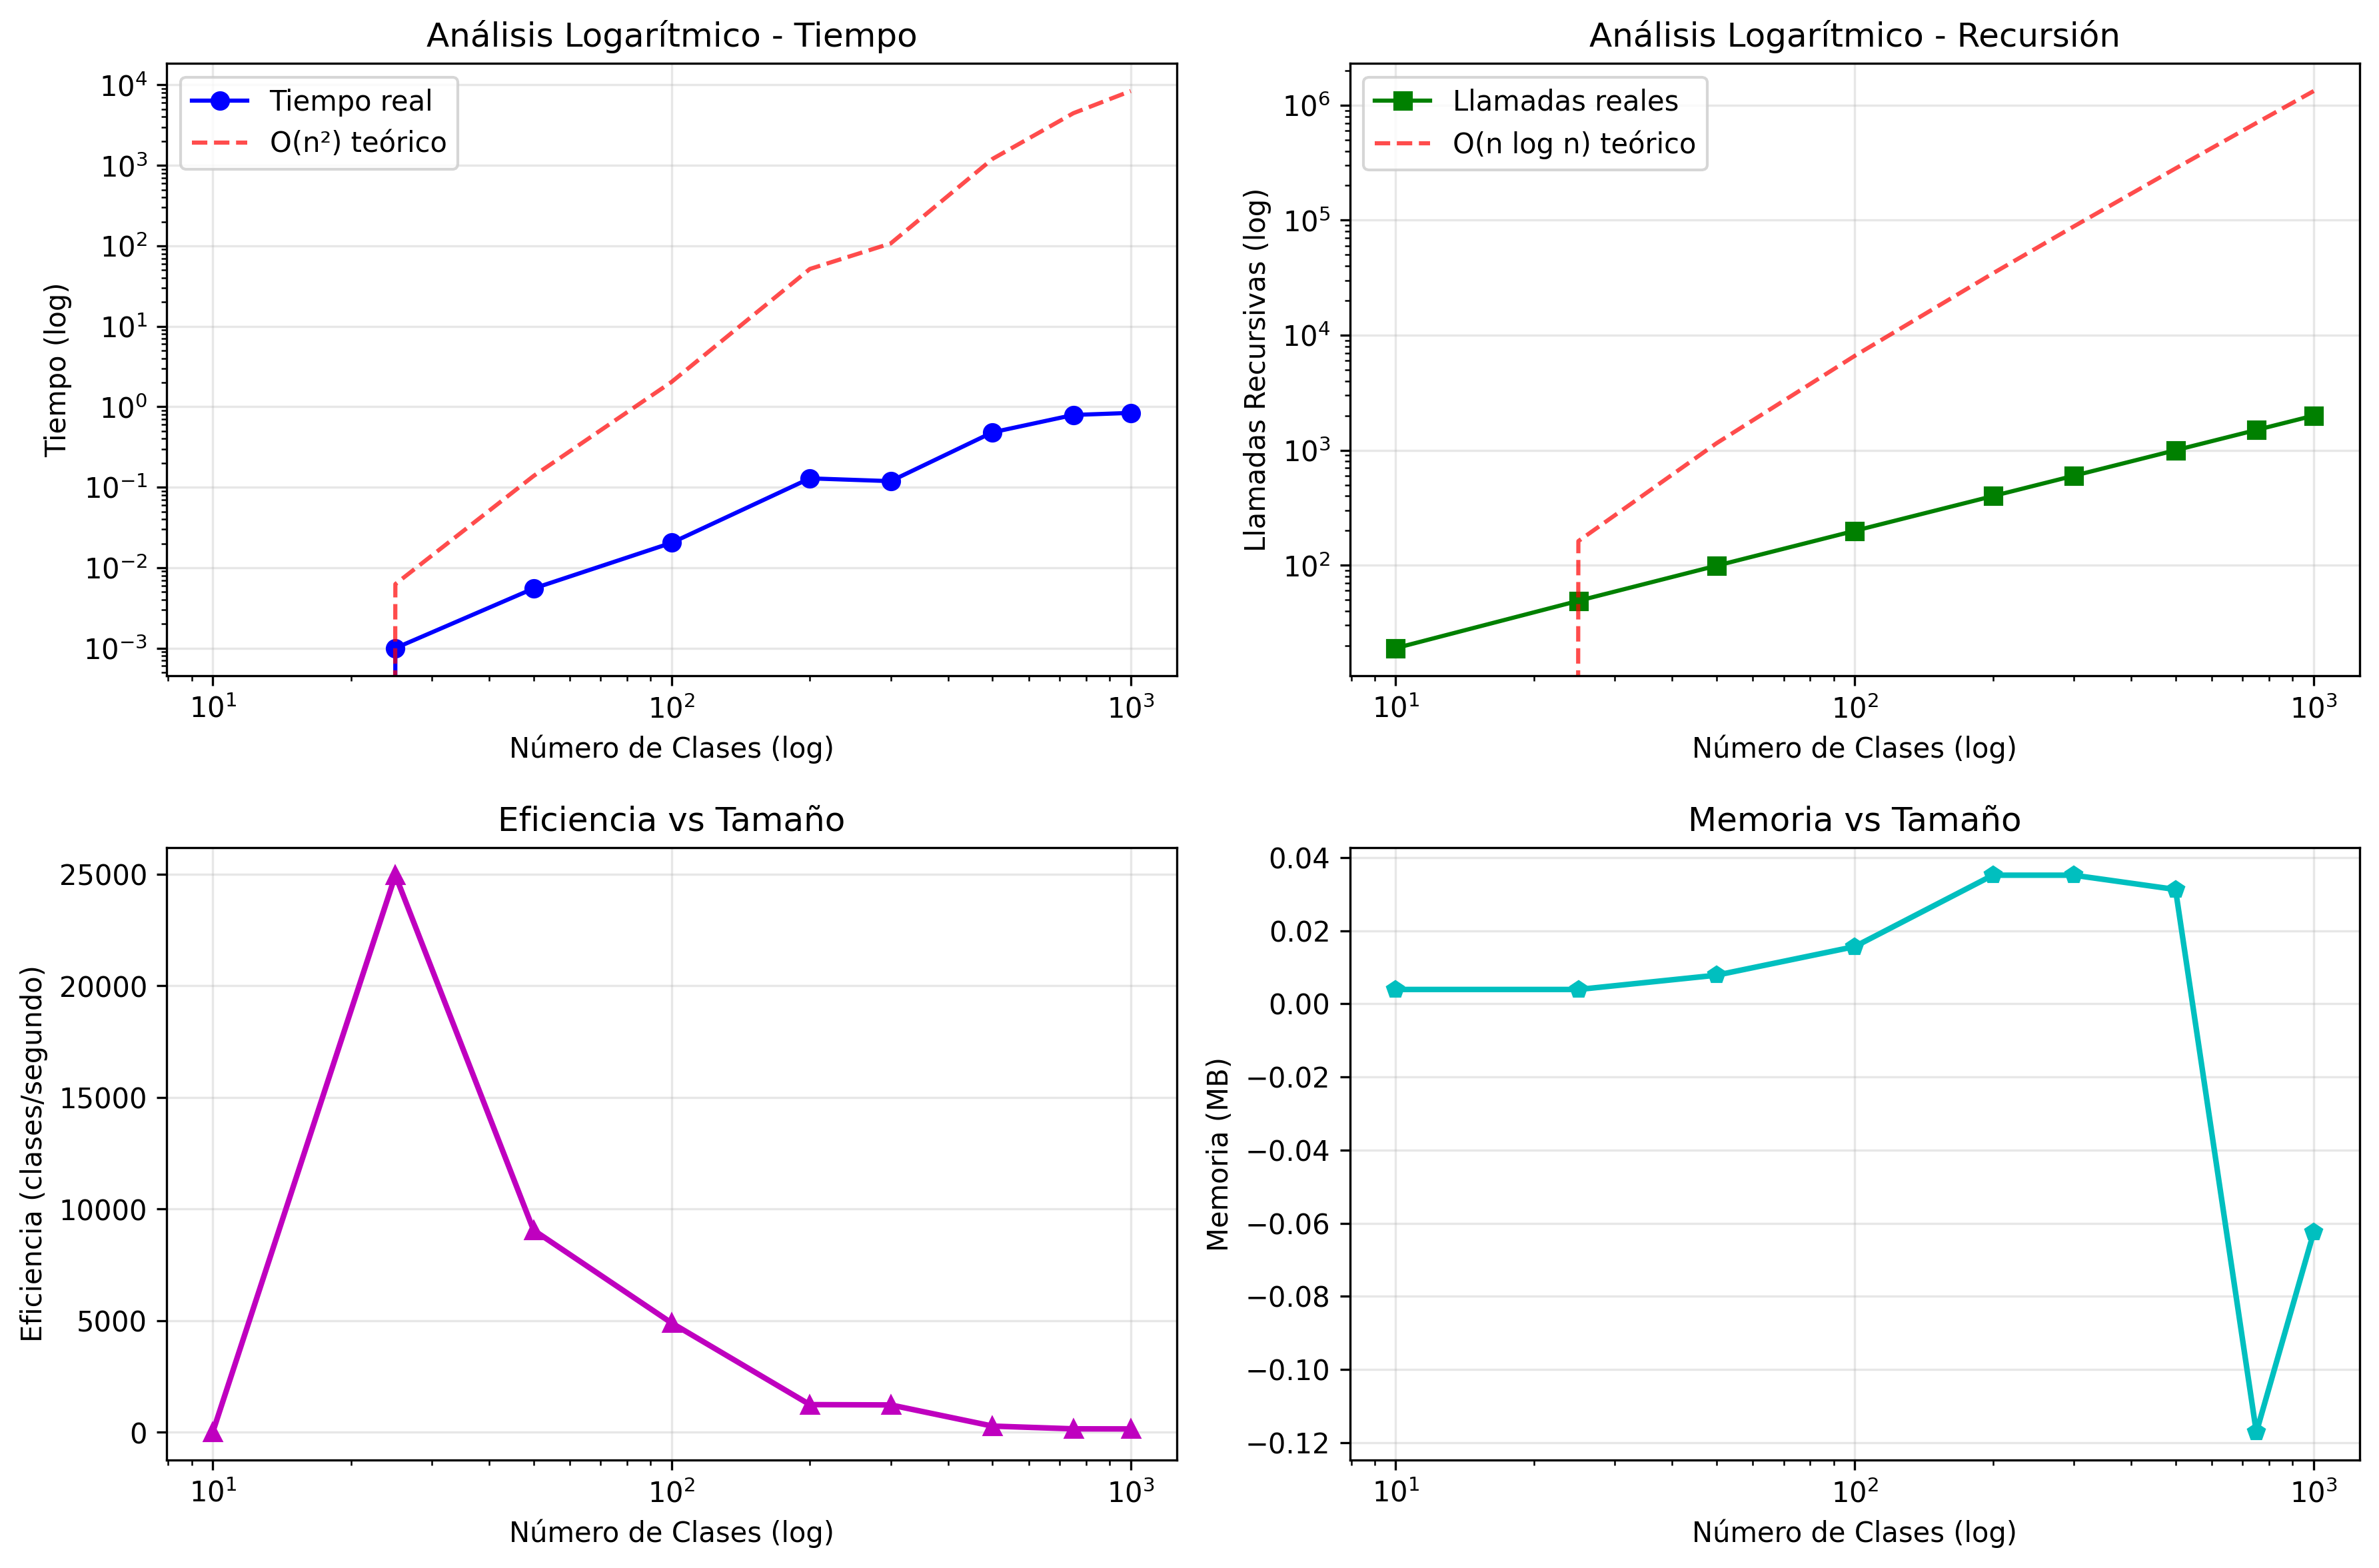 Análisis Logarítmico - Tiempo
Tiempo real
O(n²) teórico
Tiempo (log)
10⁴
10³
10²
10¹
10⁰
10⁻¹
10⁻²
10⁻³
10¹ 10² 10³
Número de Clases (log)
Análisis Logarítmico - Recursión
Llamadas reales
O(n log n) teórico
Llamadas Recursivas (log)
10⁶
10⁵
10⁴
10³
10²
10¹ 10² 10³
Número de Clases (log)
Eficiencia vs Tamaño
Eficiencia (clases/segundo)
25000
20000
15000
10000
5000
0
10¹ 10² 10³
Número de Clases (log)
Memoria vs Tamaño
Memoria (MB)
0.04
0.02
0.00
−0.02
−0.04
−0.06
−0.08
−0.10
−0.12
10¹ 10² 10³
Número de Clases (log)